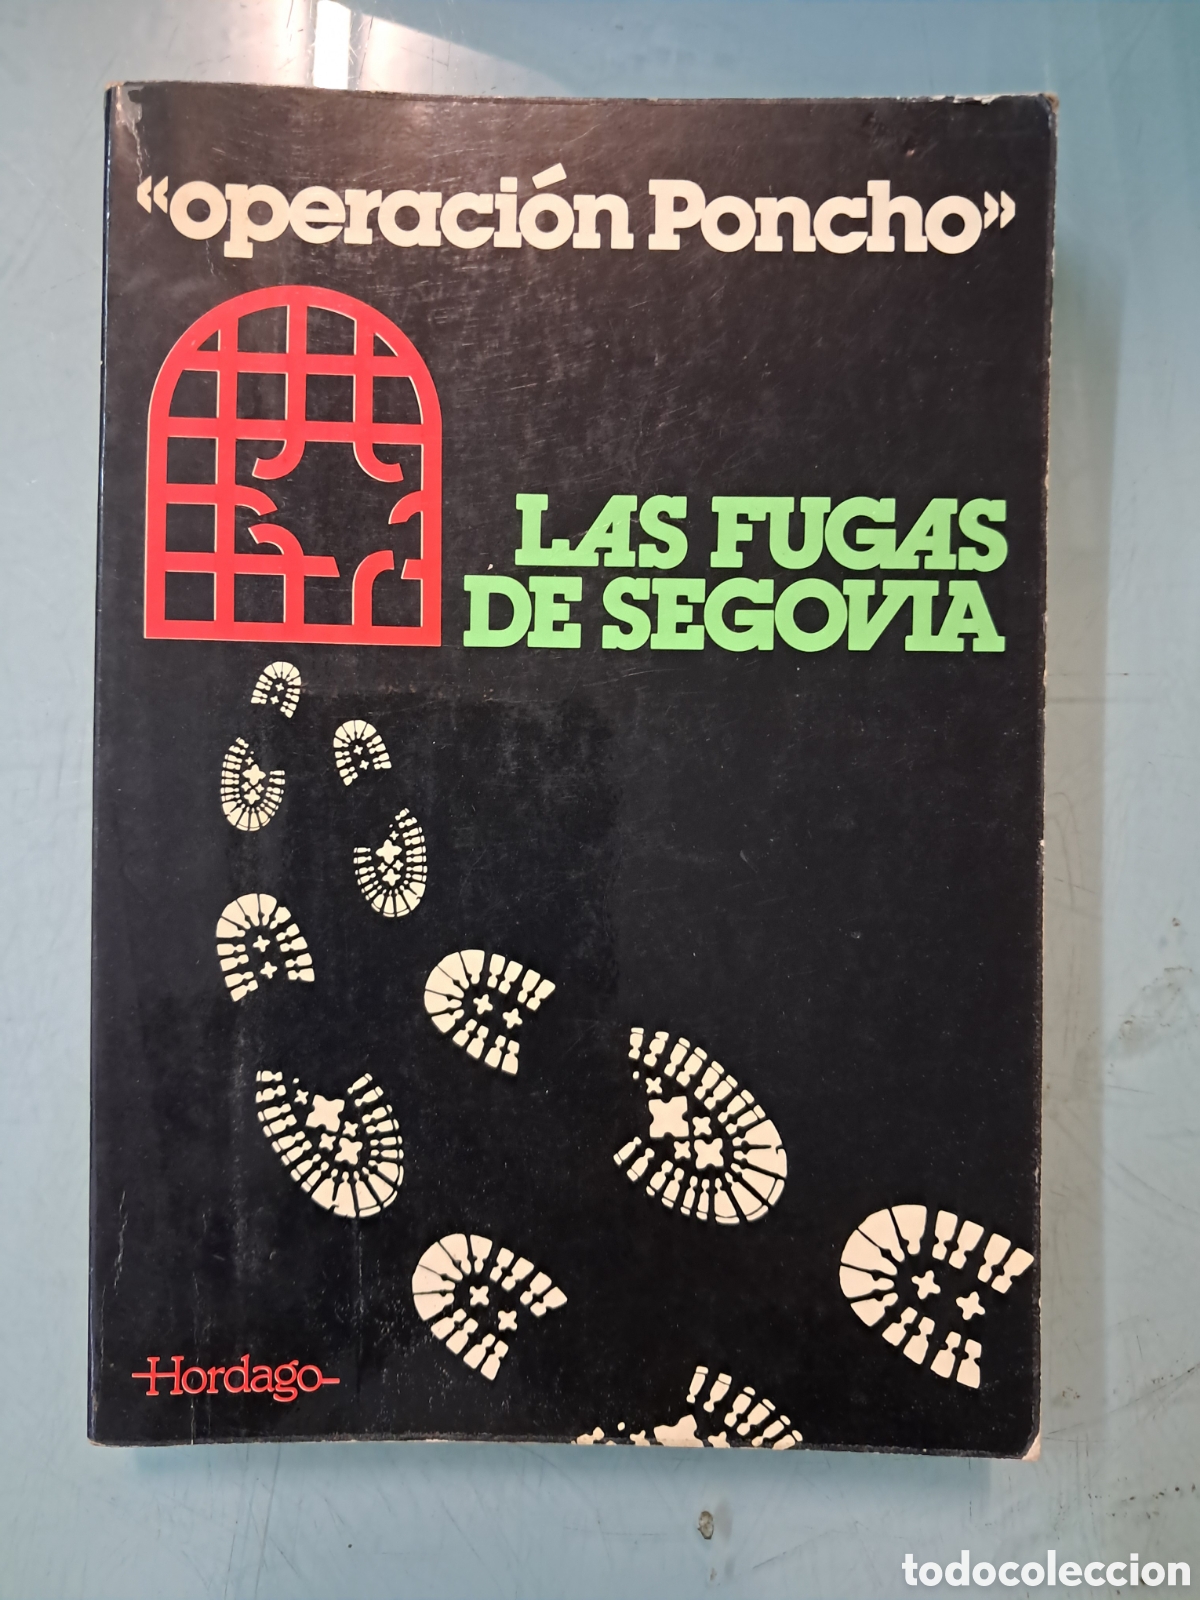 «operación Poncho»
LAS FUGAS
DE SEGOVIA
Hordago
todocoleccion